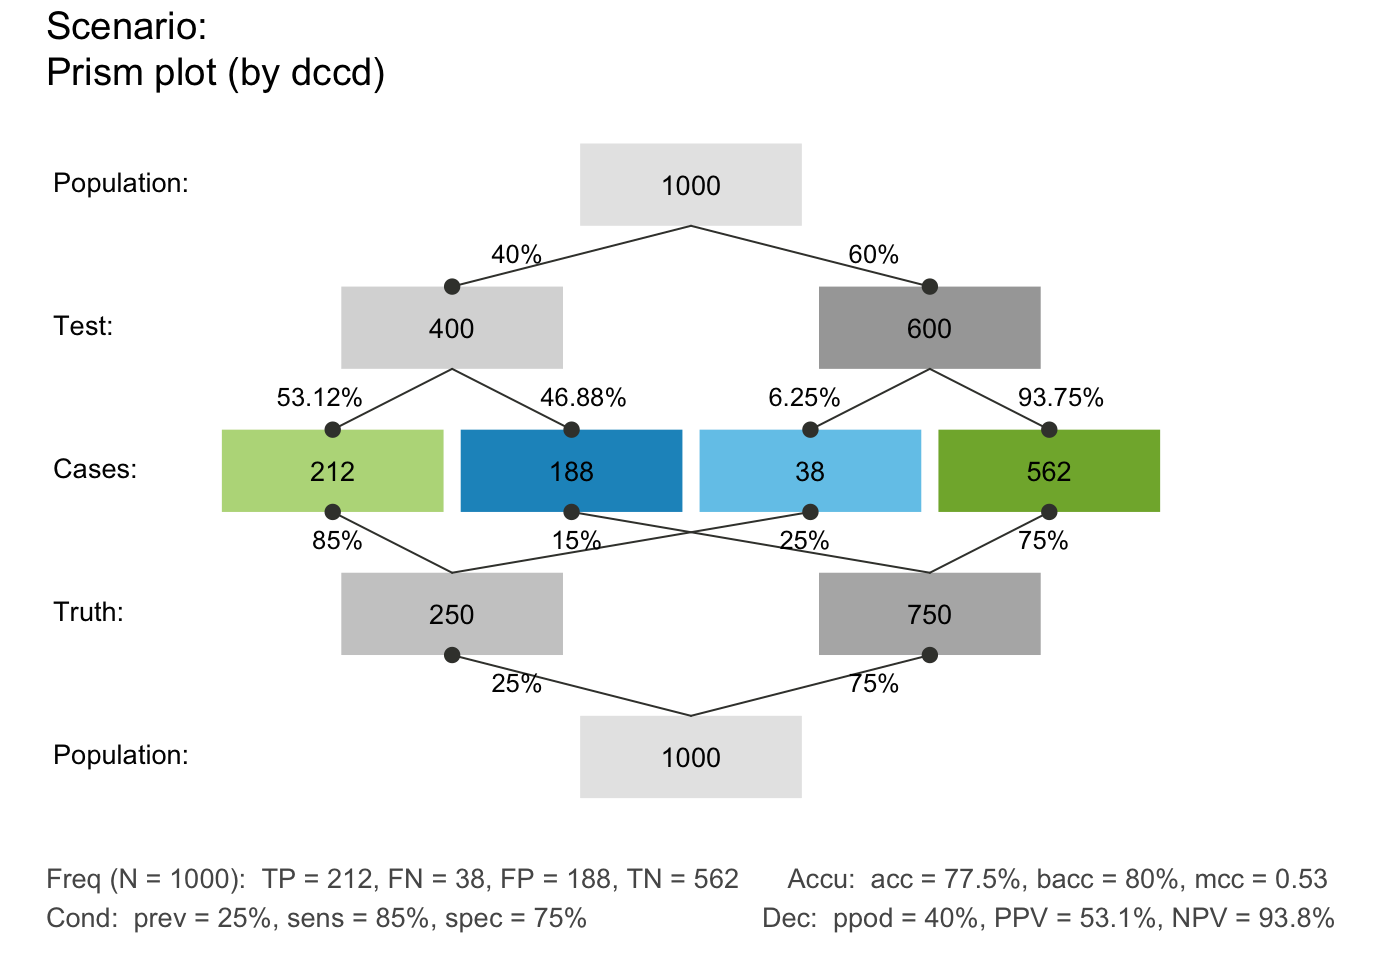 Scenario:
Prism plot (by dccd)
Population:
1000
40%
60%
Test:
400
600
53.12%
46.88%
6.25%
93.75%
Cases:
212
188
38
562
85%
15%
25%
75%
Truth:
250
750
25%
75%
Population:
1000
Freq (N = 1000):  TP = 212, FN = 38, FP = 188, TN = 562
Accu:  acc = 77.5%, bacc = 80%, mcc = 0.53
Cond:  prev = 25%, sens = 85%, spec = 75%
Dec:  ppod = 40%, PPV = 53.1%, NPV = 93.8%